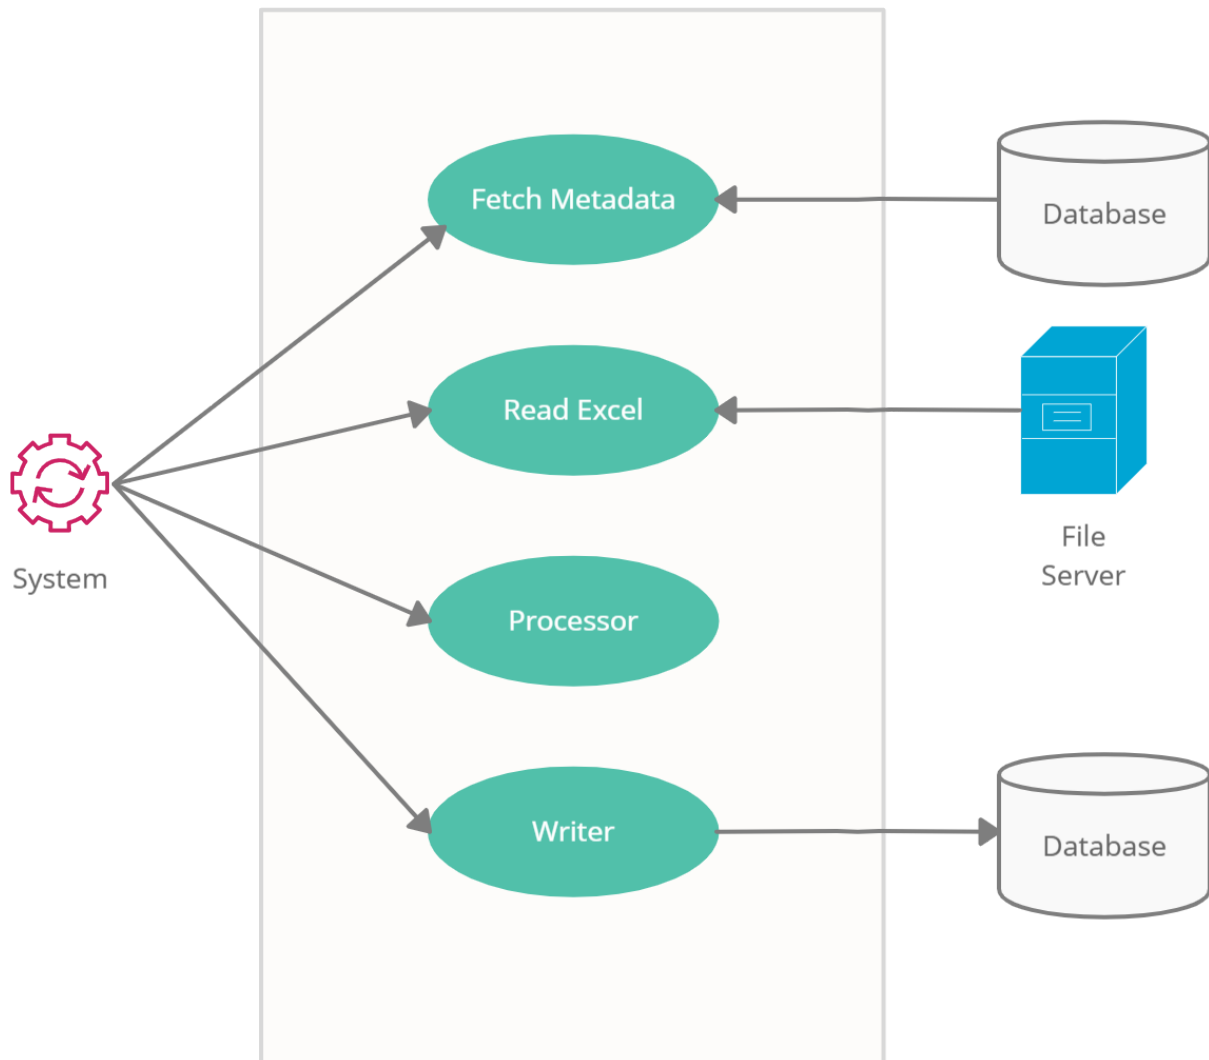 Fetch Metadata
Database
Read Excel
File
Server
System
Processor
Writer
Database